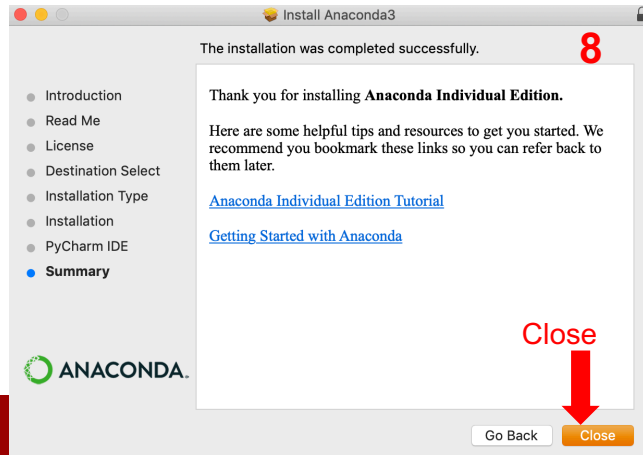 Install Anaconda3
The installation was completed successfully.
8
Introduction
Read Me
License
Destination Select
Installation Type
Installation
PyCharm IDE
Summary
Thank you for installing Anaconda Individual Edition.
Here are some helpful tips and resources to get you started. We
recommend you bookmark these links so you can refer back to
them later.
Anaconda Individual Edition Tutorial
Getting Started with Anaconda
ANACONDA.
Close
Go Back
Close